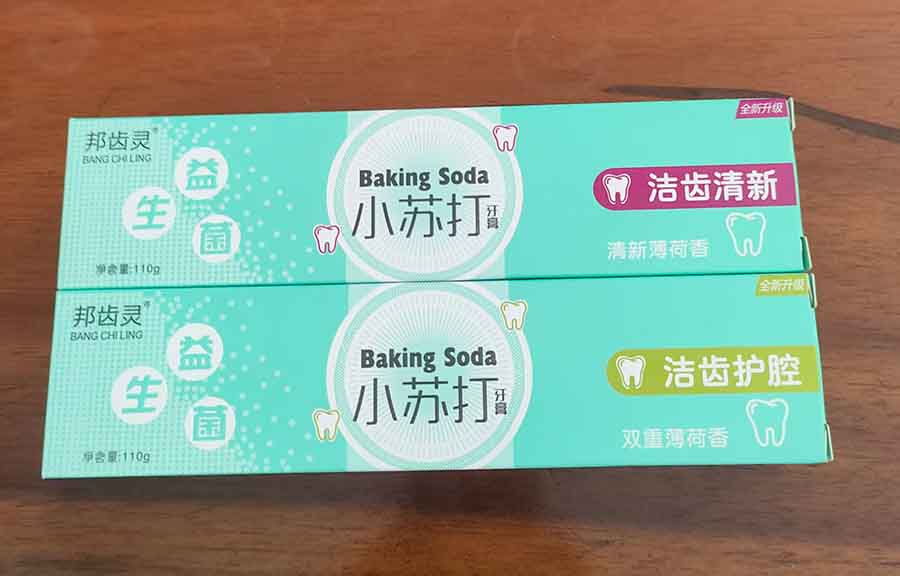 全新升级
邦齿灵®
BANG CHI LING
益生菌
净含量:110g
Baking Soda
小苏打牙膏
洁齿清新
清新薄荷香
全新升级
邦齿灵®
BANG CHI LING
益生菌
净含量:110g
Baking Soda
小苏打牙膏
洁齿护腔
双重薄荷香